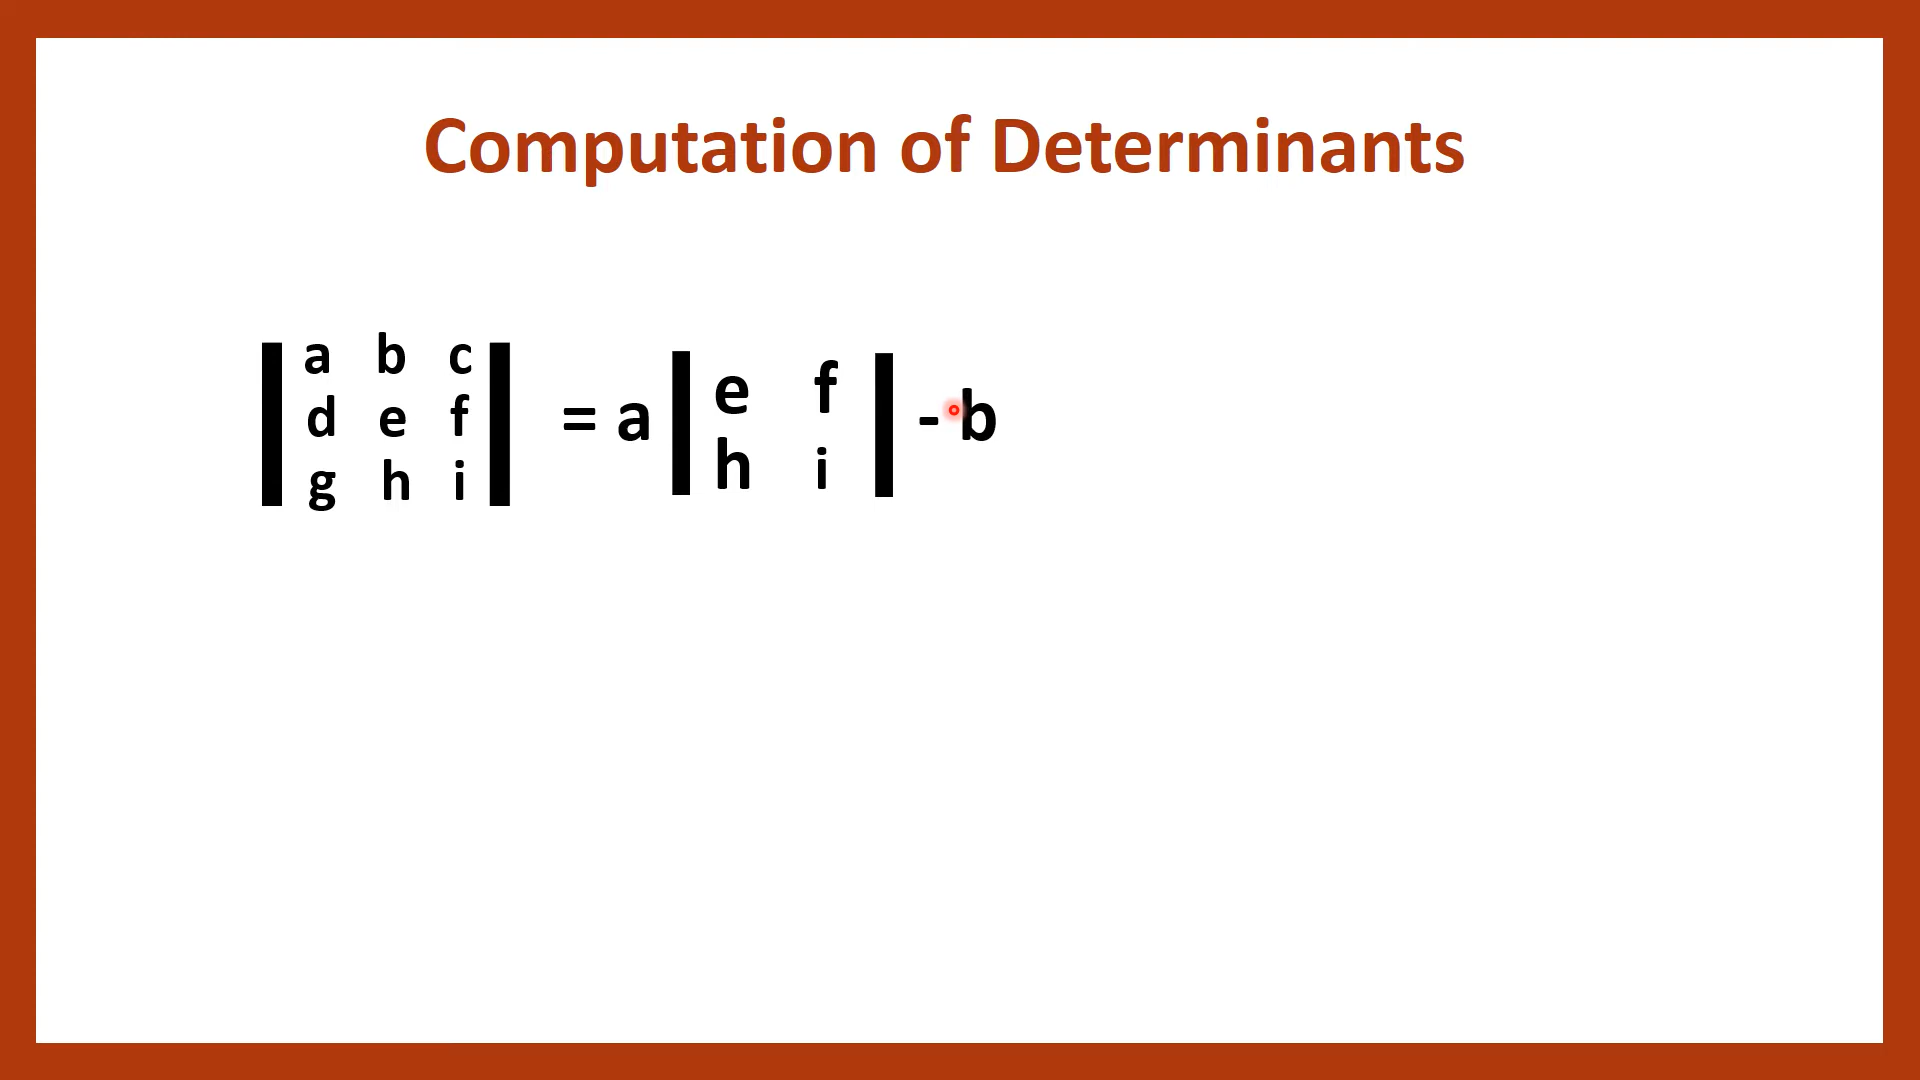 Computation of Determinants
| a b c |
| d e f | = a | e f | - b
| g h i | | h i |